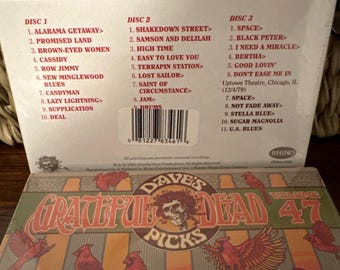 DISC 1
1. ALABAMA GETAWAY>
2. PROMISED LAND
3. BROWN-EYED WOMEN
4. CASSIDY
5. ROW JIMMY
6. NEW MINGLEWOOD
BLUES
7. CANDYMAN
8. LAZY LIGHTNING>
9. SUPPLICATION
10. DEAL
DISC 2
1. SHAKEDOWN STREET>
2. SAMSON AND DELILAH
3. HIGH TIME
4. EASY TO LOVE YOU
5. TERRAPIN STATION>
6. LOST SAILOR>
7. SAINT OF
CIRCUMSTANCE>
8. JAM>
9. DRUMS
DISC 3
1. SPACE>
2. BLACK PETER>
3. I NEED A MIRACLE>
4. BERTHA>
5. GOOD LOVIN'
6. DON'T EASE ME IN
Uptown Theatre, Chicago, IL
(12/4/79)
7. SPACE>
8. NOT FADE AWAY>
9. STELLA BLUE>
10. SUGAR MAGNOLIA
11. U.S. BLUES
RHINO
DAVE'S
GRATEFUL DEAD
PICKS
VOLUME
47